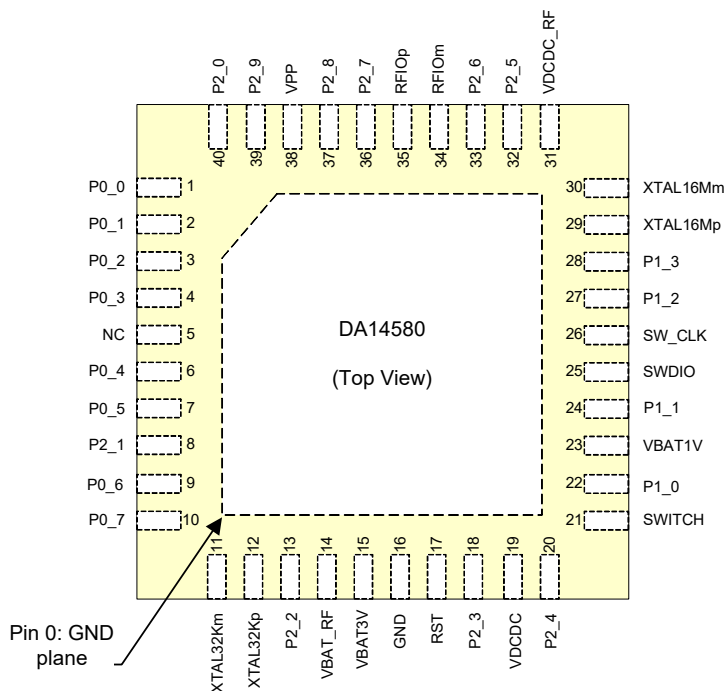 P2_0
P2_9
VPP
P2_8
P2_7
RFIOp
RFIOm
P2_6
P2_5
VDCDC_RF
40
39
38
37
36
35
34
33
32
31
P0_0 1
P0_1 2
P0_2 3
P0_3 4
NC 5
P0_4 6
P0_5 7
P2_1 8
P0_6 9
P0_7 10
DA14580
(Top View)
30 XTAL16Mm
29 XTAL16Mp
28 P1_3
27 P1_2
26 SW_CLK
25 SWDIO
24 P1_1
23 VBAT1V
22 P1_0
21 SWITCH
11
12
13
14
15
16
17
18
19
20
XTAL32Km
XTAL32Kp
P2_2
VBAT_RF
VBAT3V
GND
RST
P2_3
VDCDC
P2_4
Pin 0: GND
plane